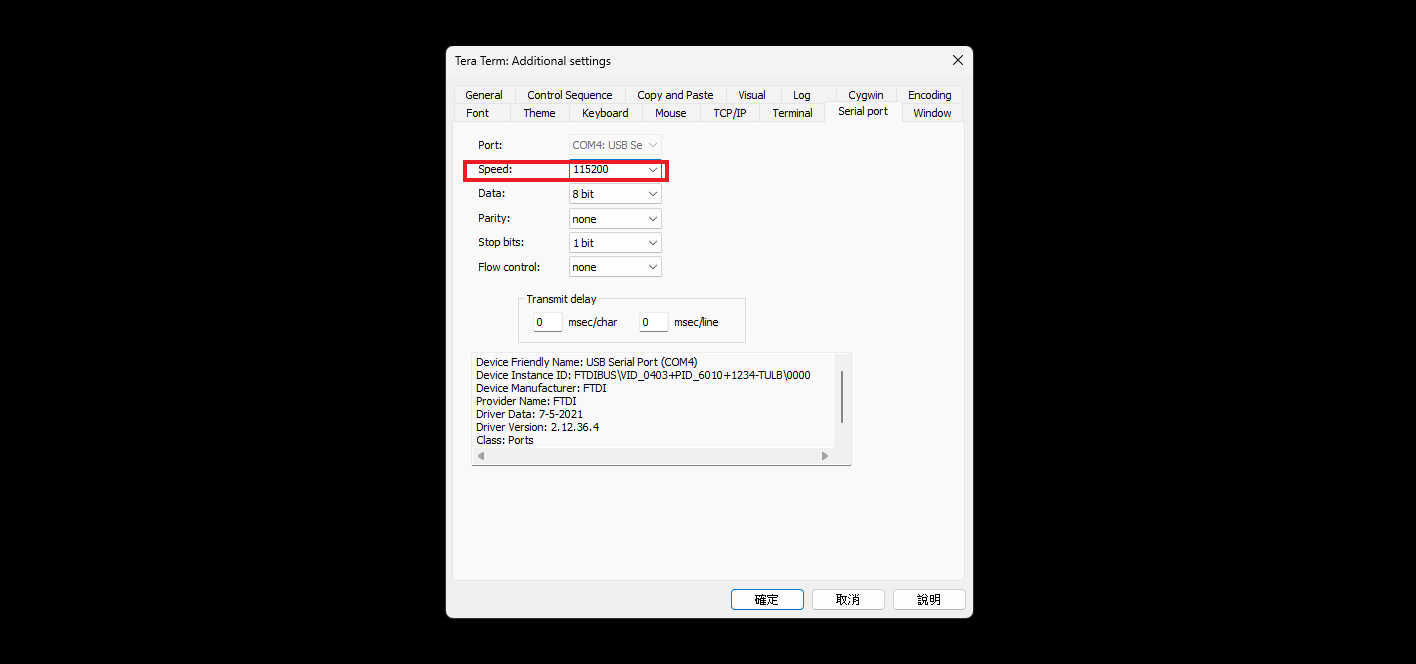 Tera Term: Additional settings
General Control Sequence Copy and Paste Visual Log Cygwin Encoding
Font Theme Keyboard Mouse TCP/IP Terminal Serial port Window
Port: COM4: USB Se
Speed: 115200
Data: 8 bit
Parity: none
Stop bits: 1 bit
Flow control: none
Transmit delay
0 msec/char 0 msec/line
Device Friendly Name: USB Serial Port (COM4)
Device Instance ID: FTDIBUS\VID_0403+PID_6010+1234-TULB\0000
Device Manufacturer: FTDI
Provider Name: FTDI
Driver Data: 7-5-2021
Driver Version: 2.12.36.4
Class: Ports
確定 取消 說明